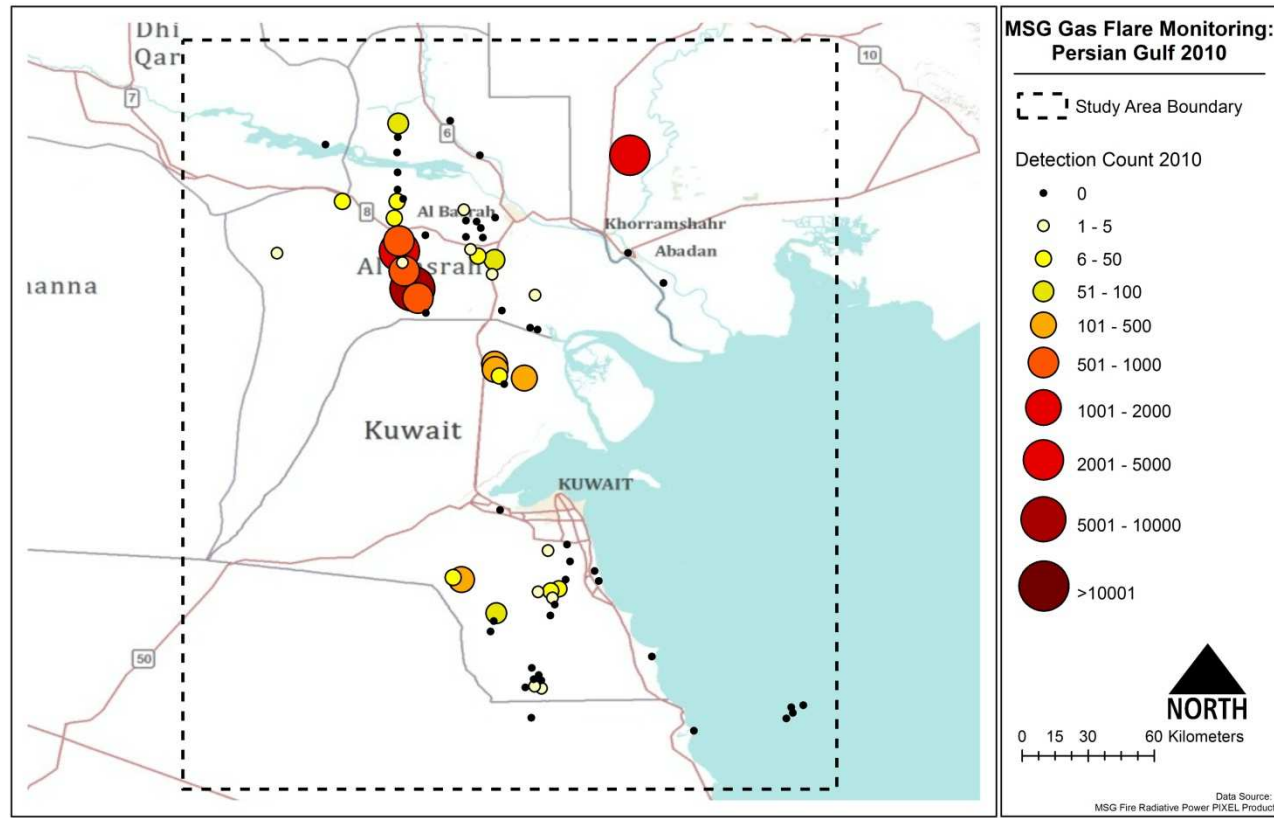 Dhi
Qar
7
6
10
8
Al Basrah
Khorramshahr
Abadan
Al Basrah
Kuwait
KUWAIT
50
MSG Gas Flare Monitoring:
Persian Gulf 2010
Study Area Boundary
Detection Count 2010
0
1 - 5
6 - 50
51 - 100
101 - 500
501 - 1000
1001 - 2000
2001 - 5000
5001 - 10000
>10001
NORTH
0 15 30 60 Kilometers
Data Source:
MSG Fire Radiative Power PIXEL Product